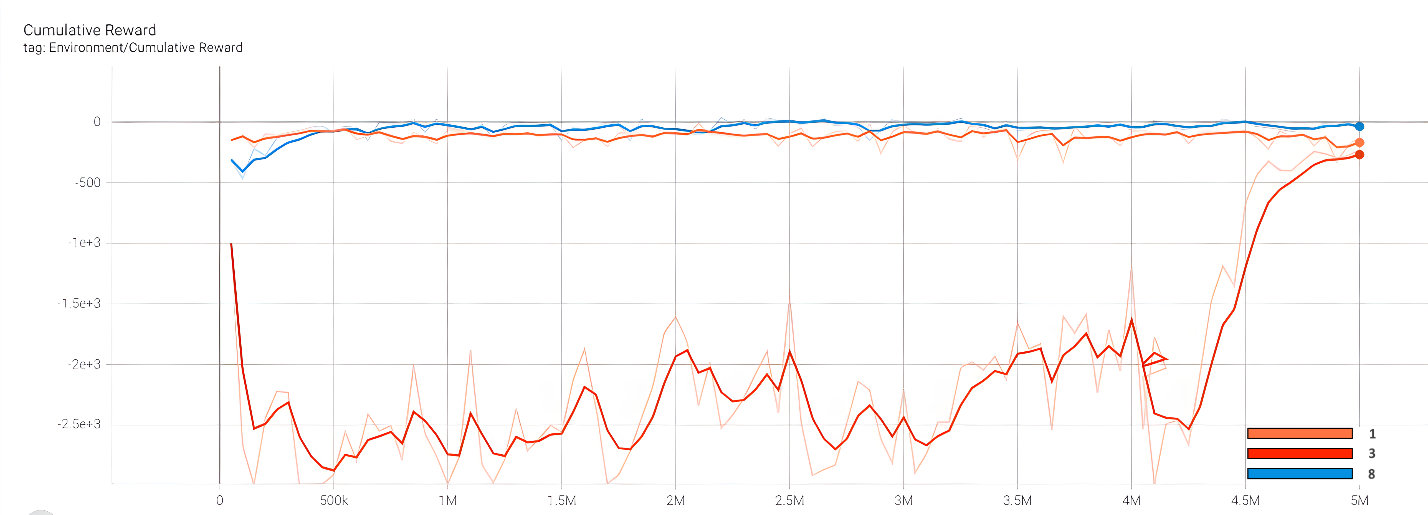 Cumulative Reward
tag: Environment/Cumulative Reward
0
-500
-1e+3
-1.5e+3
-2e+3
-2.5e+3
1
3
8
0 500k 1M 1.5M 2M 2.5M 3M 3.5M 4M 4.5M 5M